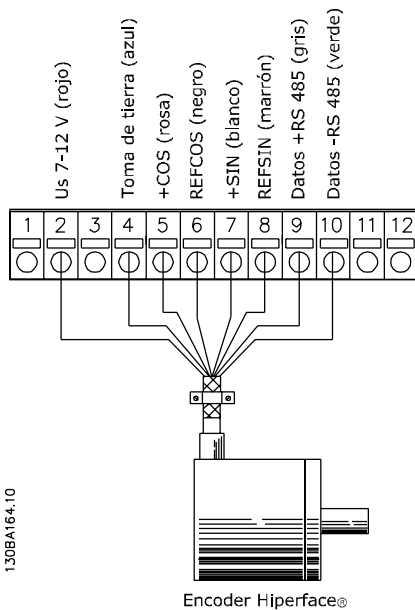 Us 7-12 V (rojo)
Toma de tierra (azul)
+COS (rosa)
REFCOS (negro)
+SIN (blanco)
REFSIN (marrón)
Datos +RS 485 (gris)
Datos -RS 485 (verde)
1 2 3 4 5 6 7 8 9 10 11 12
130BA164.10
Encoder Hiperface®